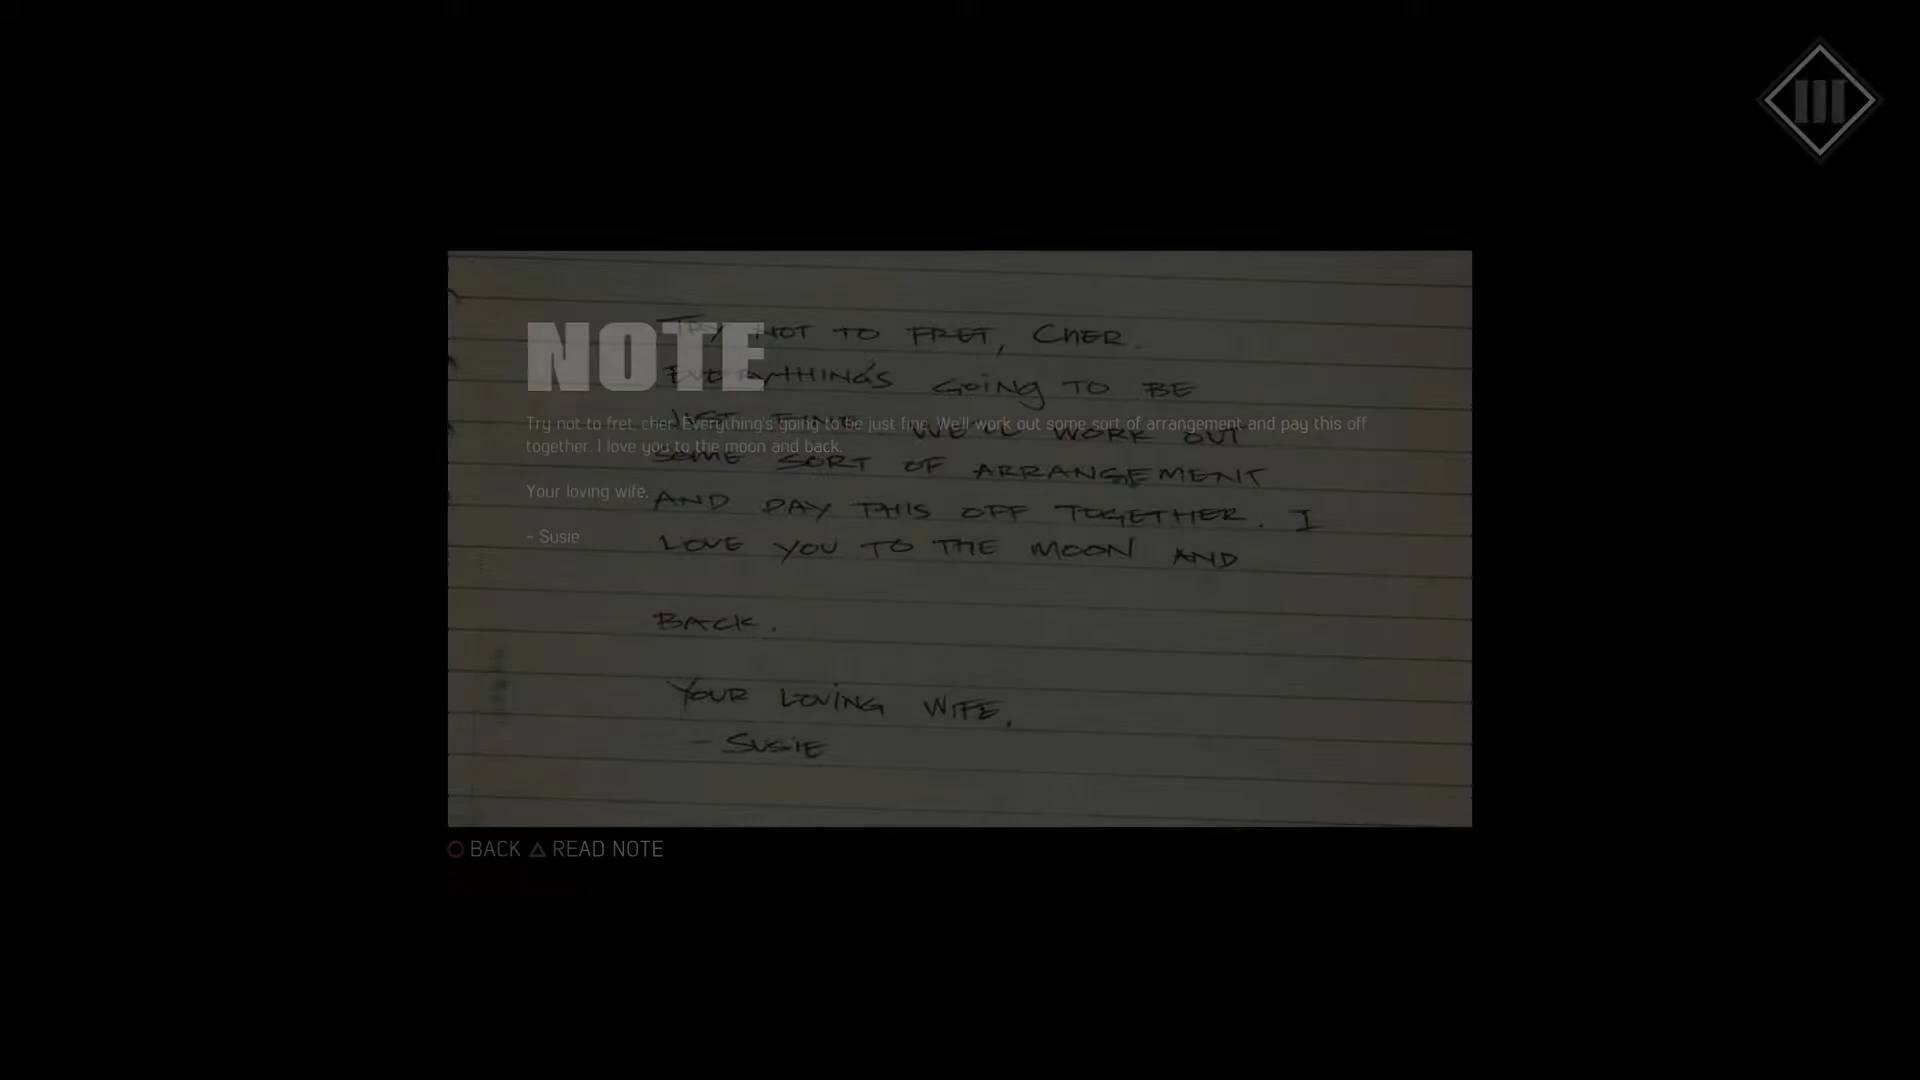 NOTE
Try not to fret, cher. Everything's going to be just fine. We'll work out some sort of arrangement and pay this off
together. I love you to the moon and back.
Your loving wife,
- Susie
TRY NOT TO FRET, CHER.
EVERYTHING'S GOING TO BE
JUST FINE. WE'LL WORK OUT
SOME SORT OF ARRANGEMENT
AND PAY THIS OFF TOGETHER. I
LOVE YOU TO THE MOON AND
BACK.
YOUR LOVING WIFE,
- SUSIE
BACK READ NOTE